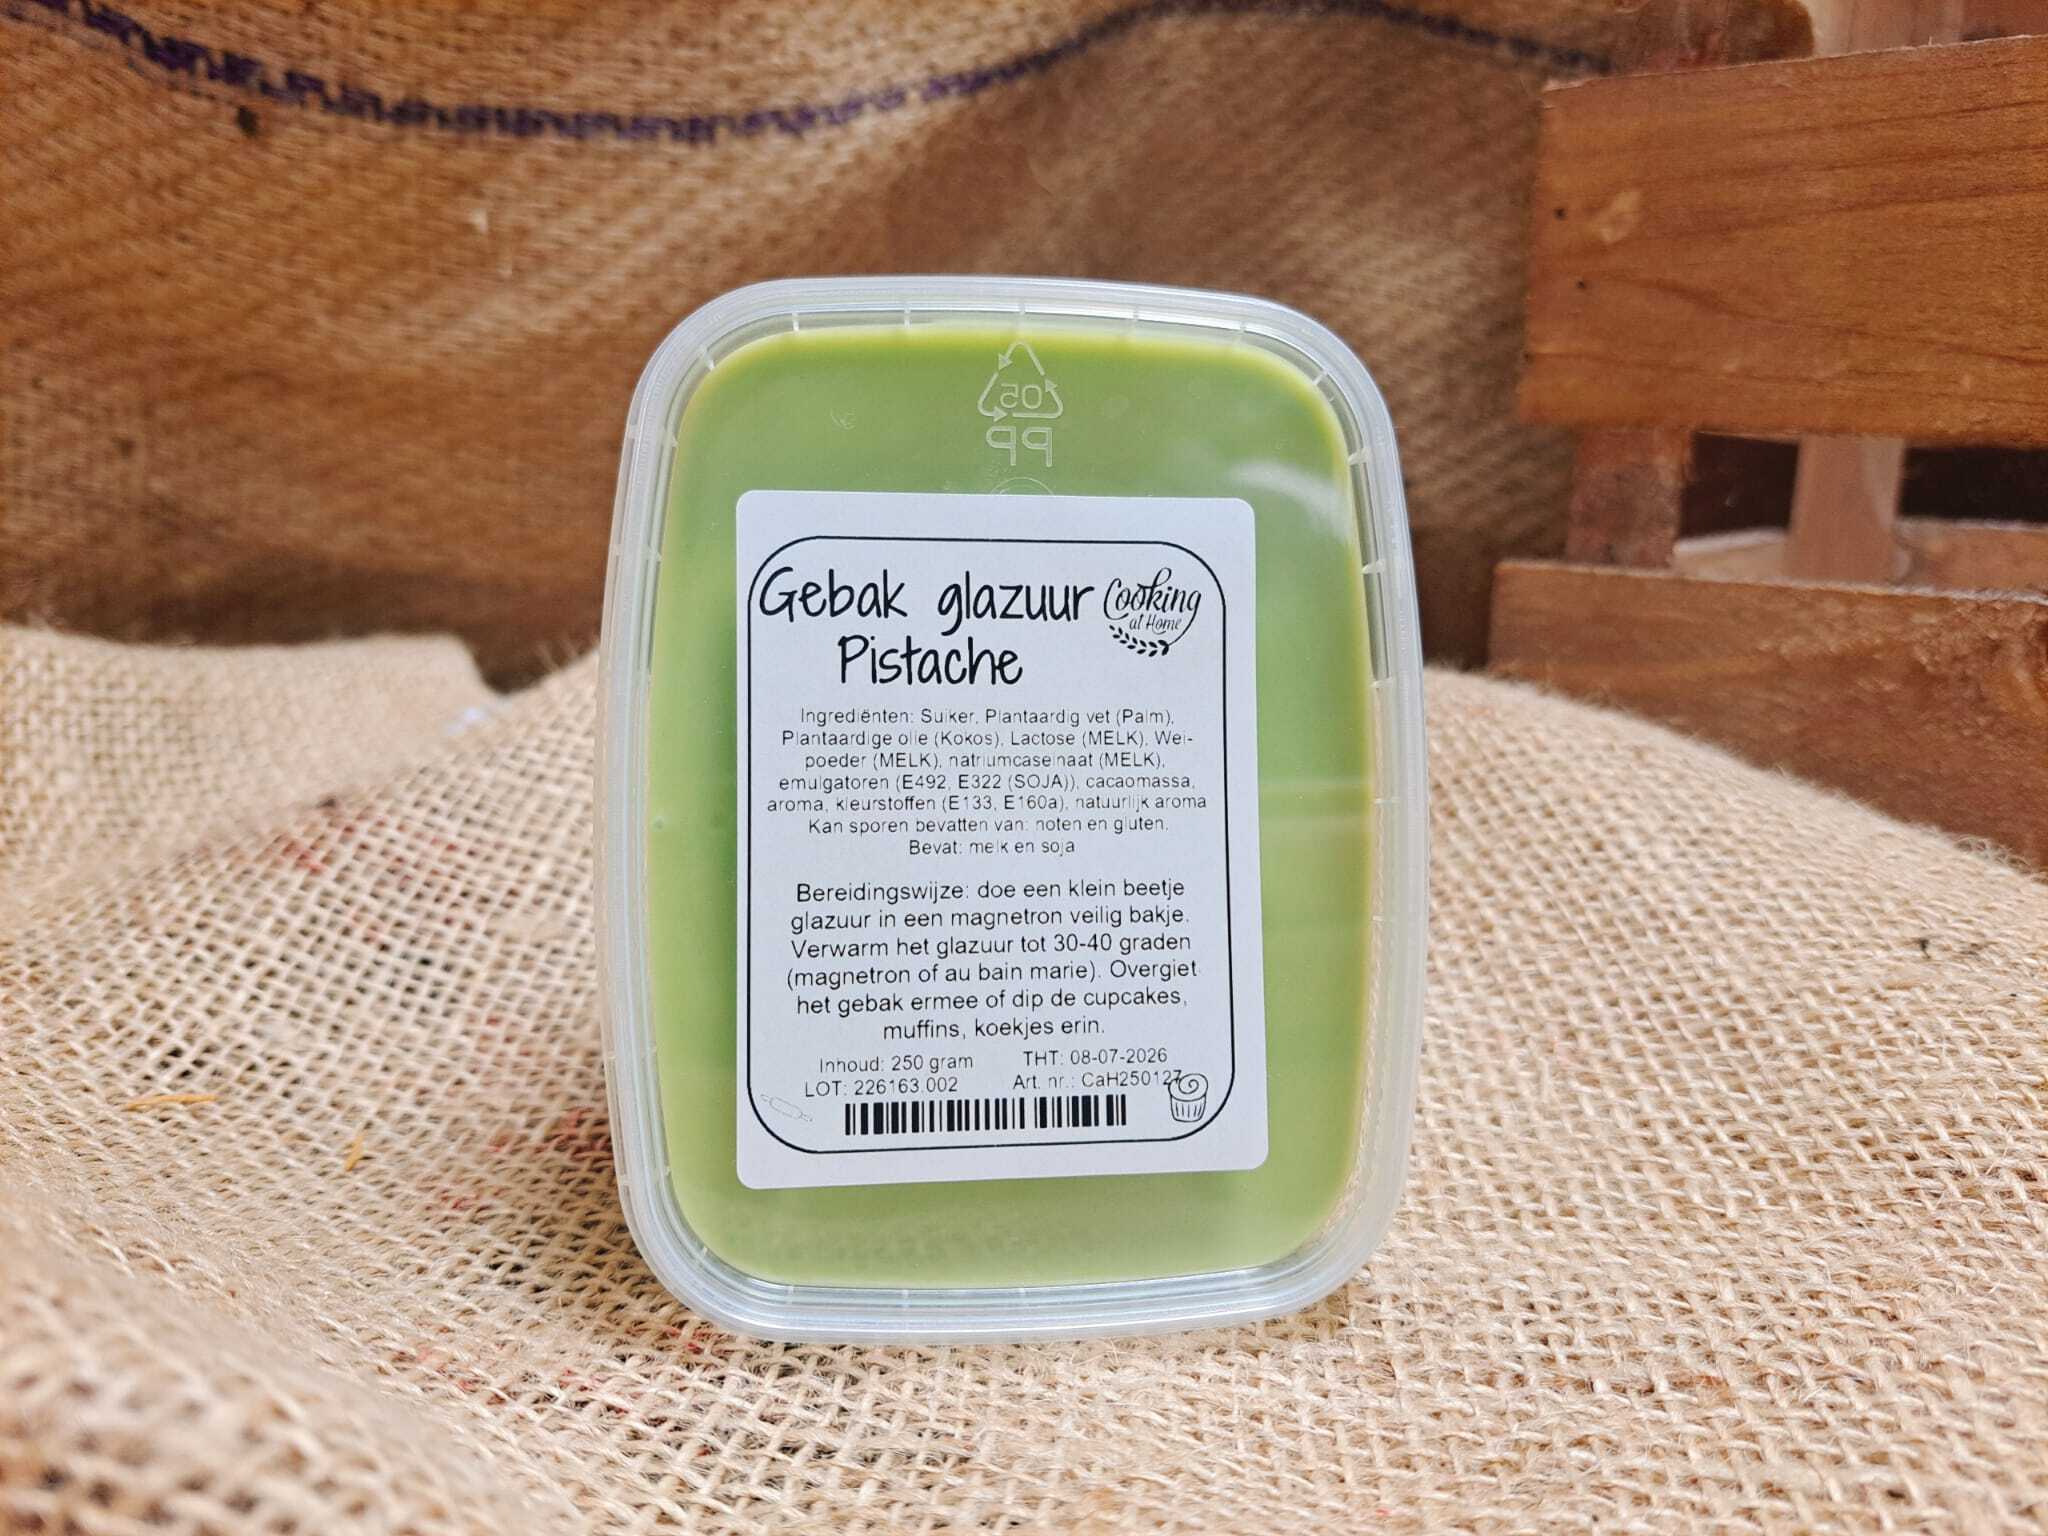 05
PP
Gebak glazuur
Pistache
Cooking
at Home
Ingrediënten: Suiker, Plantaardig vet (Palm),
Plantaardige olie (Kokos), Lactose (MELK), Wei-
poeder (MELK), natriumcaseinaat (MELK),
emulgatoren (E492, E322 (SOJA)), cacaomassa,
aroma, kleurstoffen (E133, E160a), natuurlijk aroma
Kan sporen bevatten van: noten en gluten.
Bevat: melk en soja
Bereidingswijze: doe een klein beetje
glazuur in een magnetron veilig bakje.
Verwarm het glazuur tot 30-40 graden
(magnetron of au bain marie). Overgiet
het gebak ermee of dip de cupcakes,
muffins, koekjes erin.
Inhoud: 250 gram THT: 08-07-2026
LOT: 226163.002 Art. nr.: CaH250127